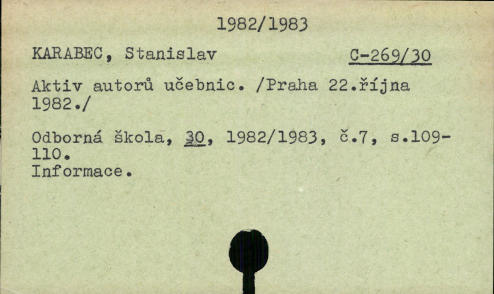 1982/1983
KARABEC, Stanislav C-269/30
Aktiv autorů učebnic. /Praha 22.října
1982./
Odborná škola, 30, 1982/1983, č.7, s.109-
110.
Informace.